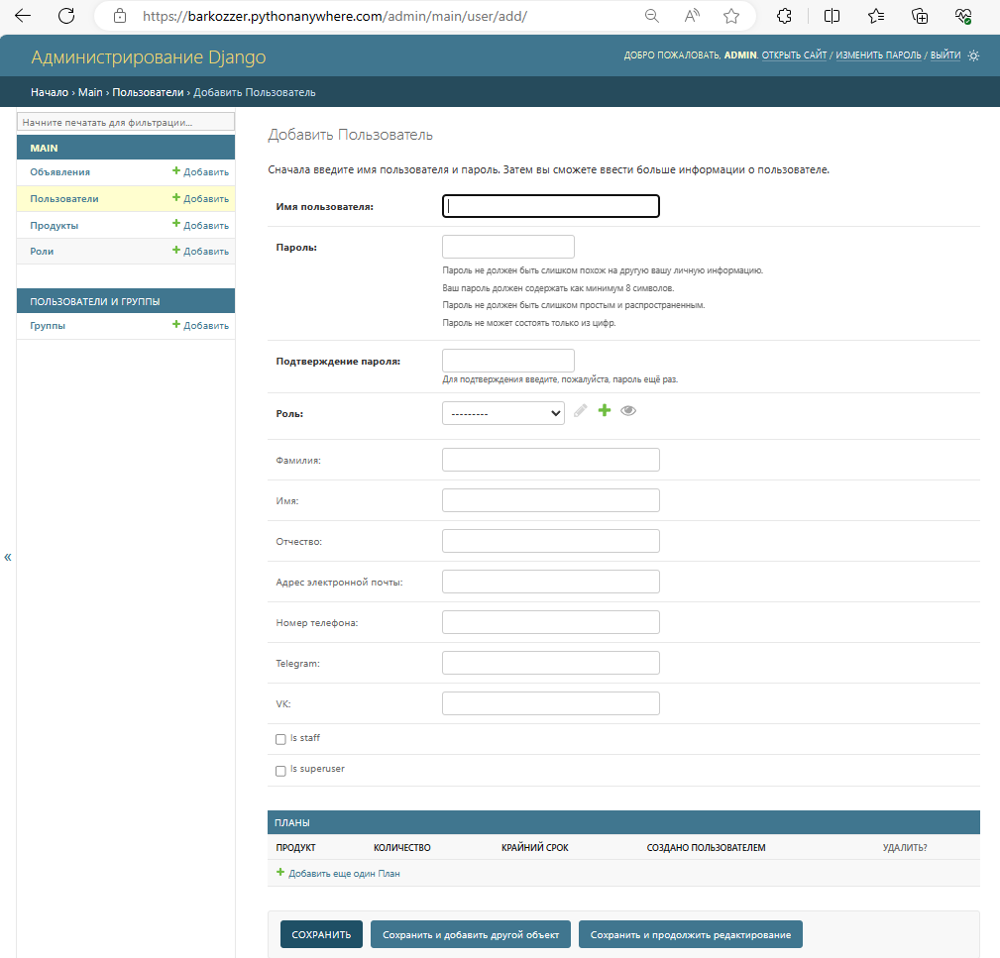 https://barkozzer.pythonanywhere.com/admin/main/user/add/
Администрирование Django
ДОБРО ПОЖАЛОВАТЬ, ADMIN. ОТКРЫТЬ САЙТ / ИЗМЕНИТЬ ПАРОЛЬ / ВЫЙТИ
Начало › Main › Пользователи › Добавить Пользователь
Начните печатать для фильтрации...
MAIN
Объявления + Добавить
Пользователи + Добавить
Продукты + Добавить
Роли + Добавить
ПОЛЬЗОВАТЕЛИ И ГРУППЫ
Группы + Добавить
«
Добавить Пользователь
Сначала введите имя пользователя и пароль. Затем вы сможете ввести больше информации о пользователе.
Имя пользователя:
Пароль:
Пароль не должен быть слишком похож на другую вашу личную информацию.
Ваш пароль должен содержать как минимум 8 символов.
Пароль не должен быть слишком простым и распространенным.
Пароль не может состоять только из цифр.
Подтверждение пароля:
Для подтверждения введите, пожалуйста, пароль ещё раз.
Роль: ---------
Фамилия:
Имя:
Отчество:
Адрес электронной почты:
Номер телефона:
Telegram:
VK:
Is staff
Is superuser
ПЛАНЫ
ПРОДУКТ КОЛИЧЕСТВО КРАЙНИЙ СРОК СОЗДАНО ПОЛЬЗОВАТЕЛЕМ УДАЛИТЬ?
+ Добавить еще один План
СОХРАНИТЬ Сохранить и добавить другой объект Сохранить и продолжить редактирование